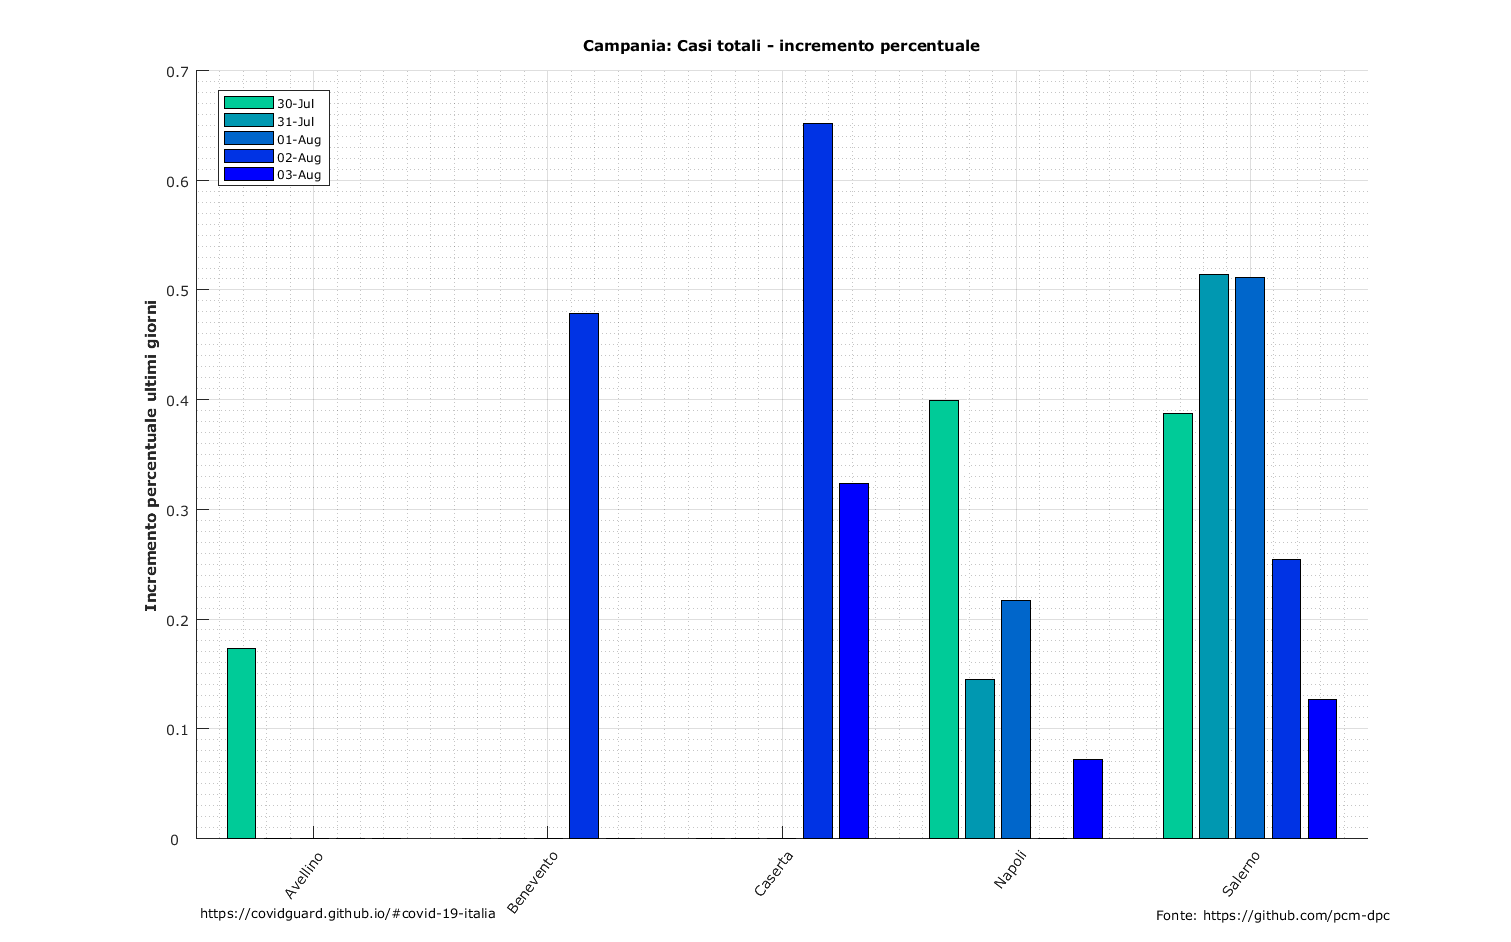 Campania: Casi totali - incremento percentuale
0.7
0.6
0.5
0.4
0.3
0.2
0.1
0
Incremento percentuale ultimi giorni
30-Jul
31-Jul
01-Aug
02-Aug
03-Aug
Avellino
Benevento
Caserta
Napoli
Salerno
https://covidguard.github.io/#covid-19-italia
Fonte: https://github.com/pcm-dpc